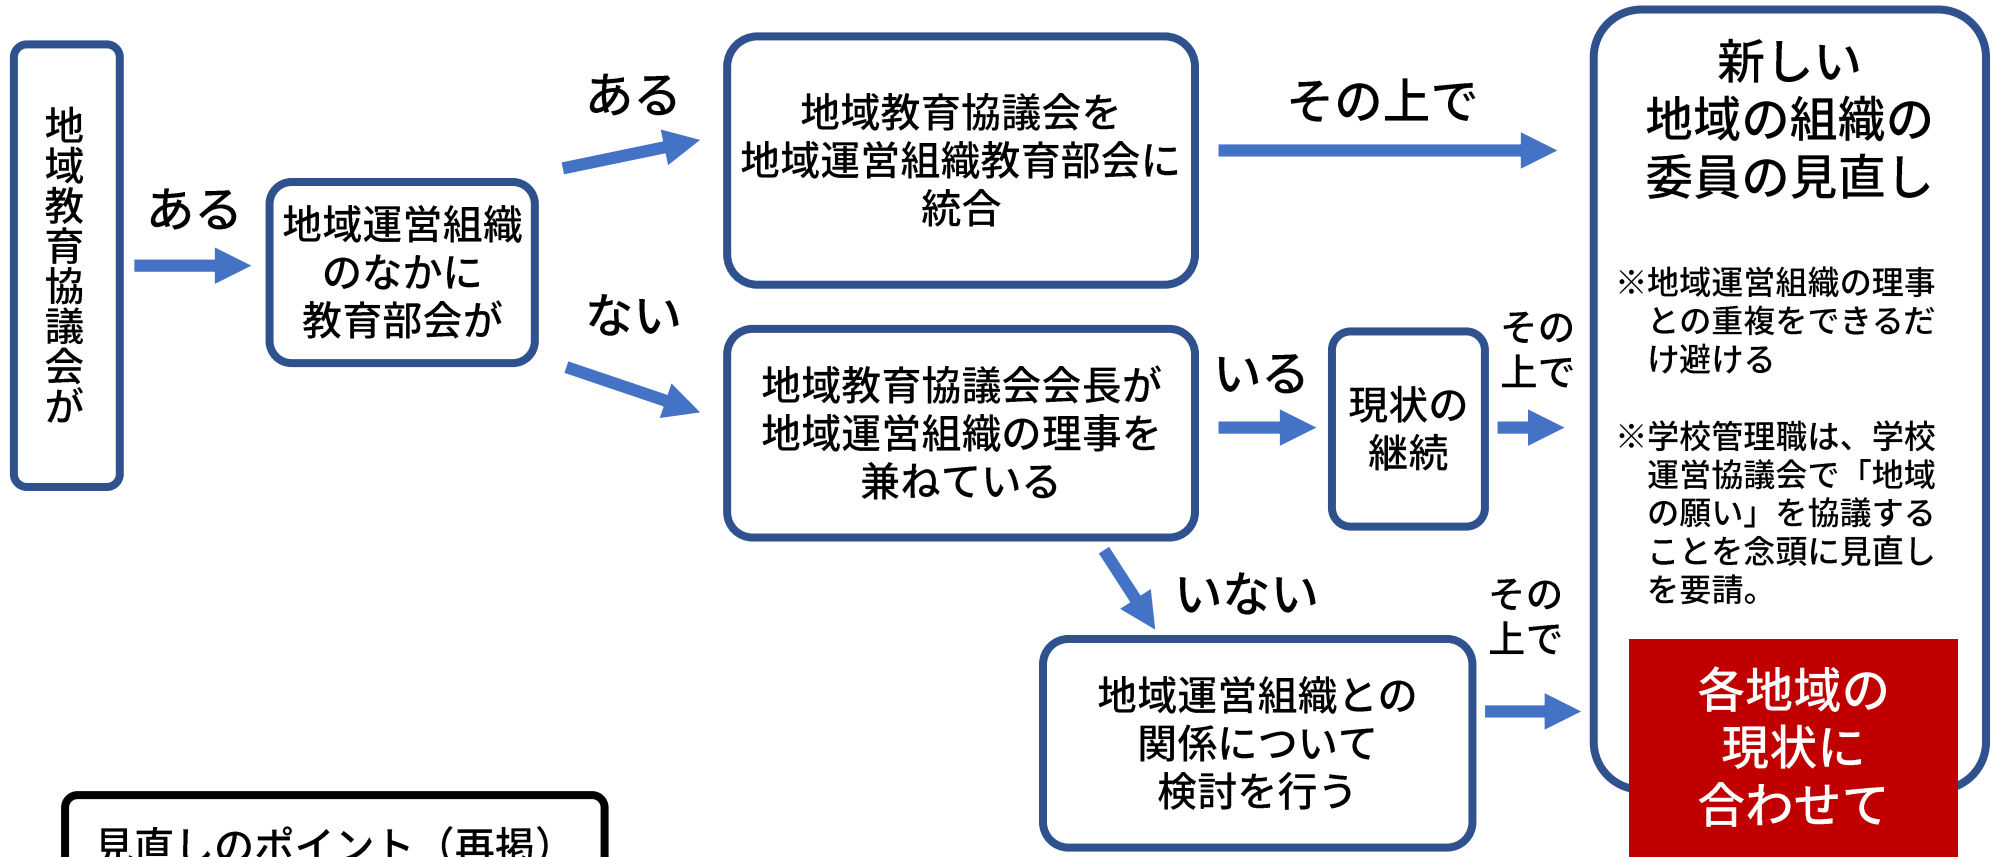 地域教育協議会が
ある
地域運営組織
のなかに
教育部会が
ある
地域教育協議会を
地域運営組織教育部会に
統合
その上で
ない
地域教育協議会会長が
地域運営組織の理事を
兼ねている
いる
現状の
継続
その
上で
いない
地域運営組織との
関係について
検討を行う
その
上で
新しい
地域の組織の
委員の見直し
※地域運営組織の理事
との重複をできるだ
け避ける
※学校管理職は、学校
運営協議会で「地域
の願い」を協議する
ことを念頭に見直し
を要請。
各地域の
現状に
合わせて
見直しのポイント（再掲）